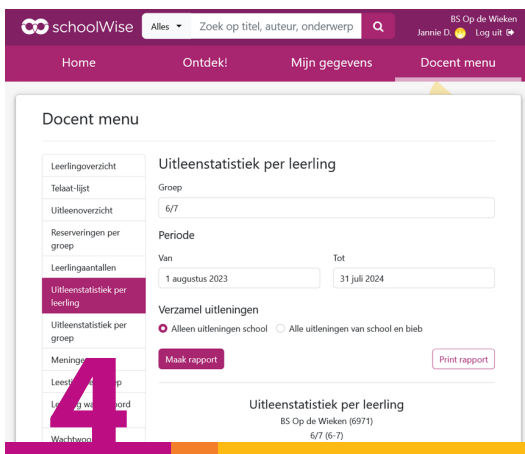 schoolWise
Alles
Zoek op titel, auteur, onderwerp
BS Op de Wieken
Jannie D. Log uit
Home
Ontdek!
Mijn gegevens
Docent menu
Docent menu
Leerlingoverzicht
Telaat-lijst
Uitleenoverzicht
Reserveringen per
groep
Leerlingaantallen
Uitleenstatistiek per
leerling
Uitleenstatistiek per
groep
Uitleenstatistiek per leerling
Groep
6/7
Periode
Van
Tot
1 augustus 2023
31 juli 2024
Verzamel uitleningen
Alleen uitleningen school
Alle uitleningen van school en bieb
Maak rapport
Print rapport
Uitleenstatistiek per leerling
BS Op de Wieken (6971)
6/7 (6-7)
4